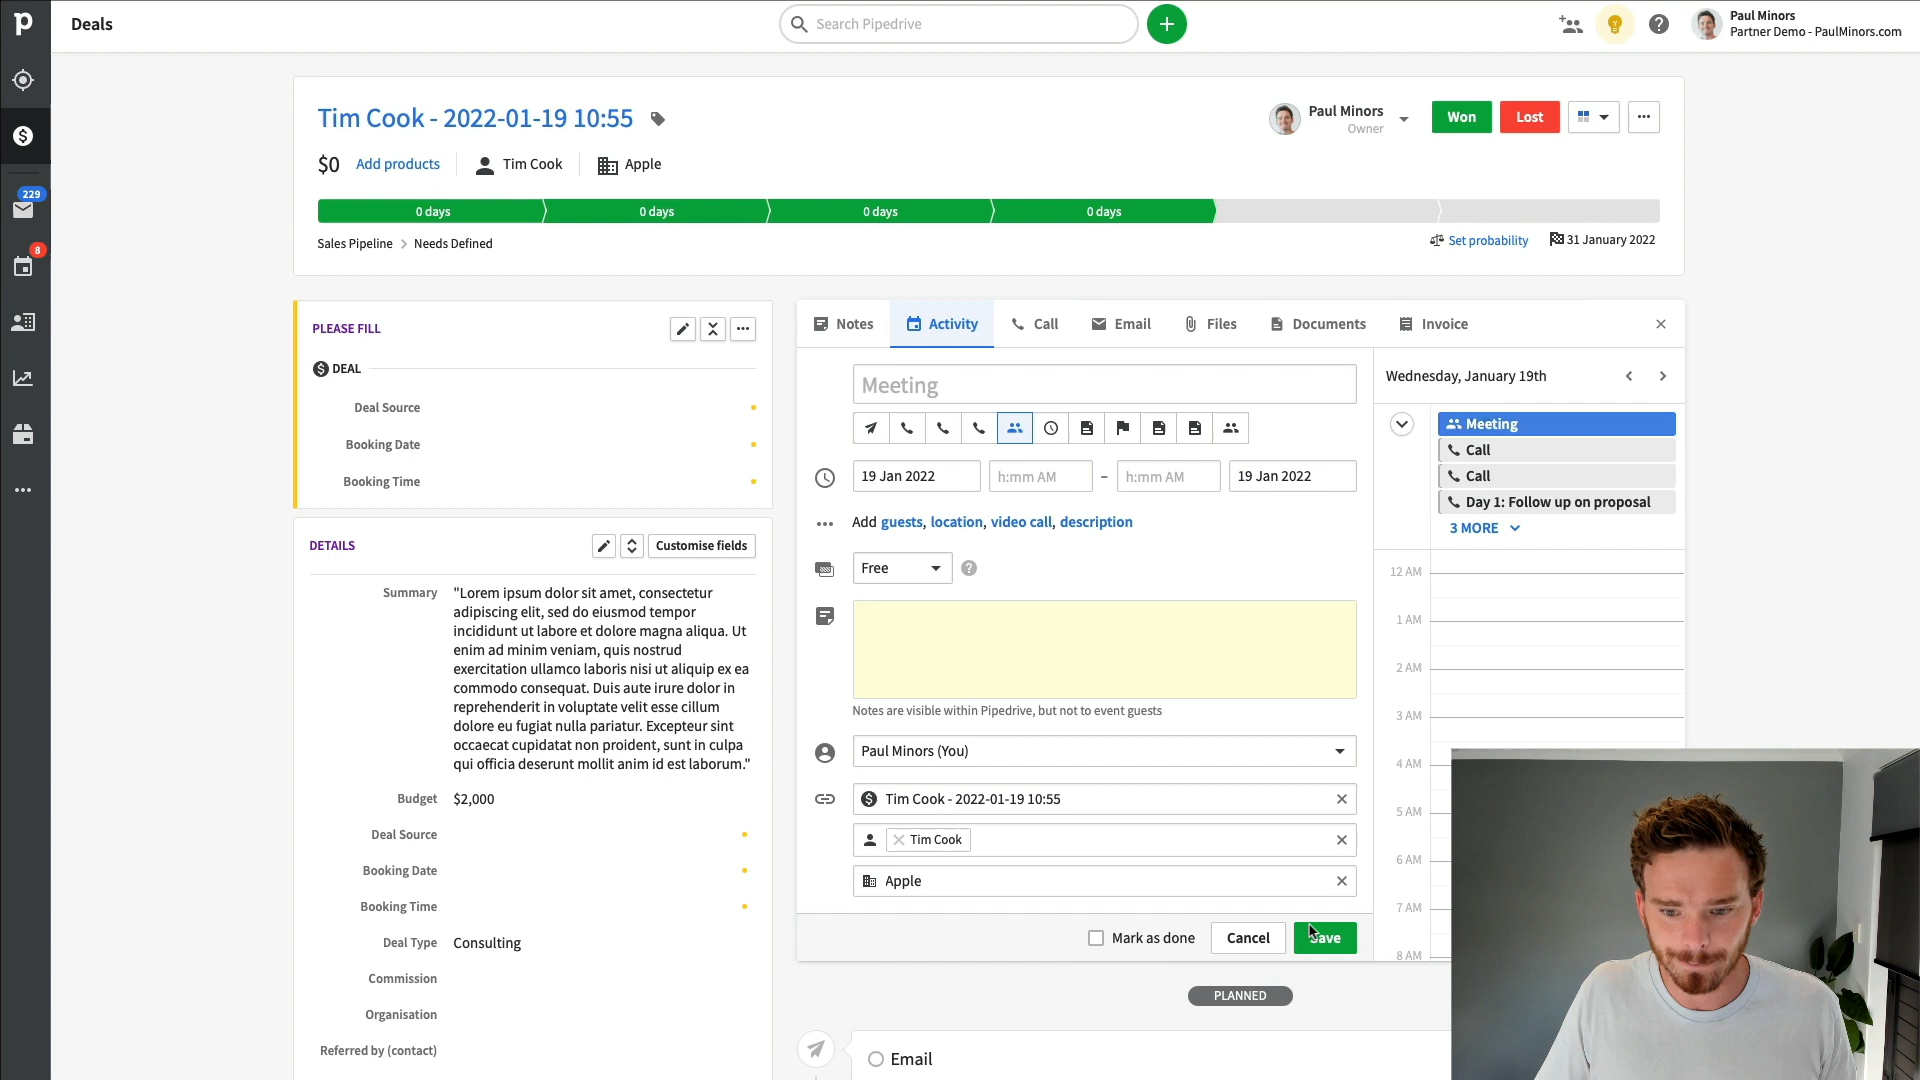 p
Deals
Search Pipedrive
Paul Minors
Partner Demo - PaulMinors.com
229
8
Tim Cook - 2022-01-19 10:55
Paul Minors
Owner
Won
Lost
$0 Add products
Tim Cook
Apple
0 days
0 days
0 days
0 days
Sales Pipeline > Needs Defined
Set probability
31 January 2022
PLEASE FILL
DEAL
Deal Source
Booking Date
Booking Time
DETAILS
Customise fields
Summary "Lorem ipsum dolor sit amet, consectetur
adipiscing elit, sed do eiusmod tempor
incididunt ut labore et dolore magna aliqua. Ut
enim ad minim veniam, quis nostrud
exercitation ullamco laboris nisi ut aliquip ex ea
commodo consequat. Duis aute irure dolor in
reprehenderit in voluptate velit esse cillum
dolore eu fugiat nulla pariatur. Excepteur sint
occaecat cupidatat non proident, sunt in culpa
qui officia deserunt mollit anim id est laborum."
Budget $2,000
Deal Source
Booking Date
Booking Time
Deal Type Consulting
Commission
Organisation
Referred by (contact)
Notes
Activity
Call
Email
Files
Documents
Invoice
Meeting
19 Jan 2022 h:mm AM - h:mm AM 19 Jan 2022
Add guests, location, video call, description
Free
Notes are visible within Pipedrive, but not to event guests
Paul Minors (You)
Tim Cook - 2022-01-19 10:55
Tim Cook
Apple
Mark as done
Cancel
Save
Wednesday, January 19th
Meeting
Call
Call
Day 1: Follow up on proposal
3 MORE
12 AM
1 AM
2 AM
3 AM
4 AM
5 AM
6 AM
7 AM
8 AM
PLANNED
Email